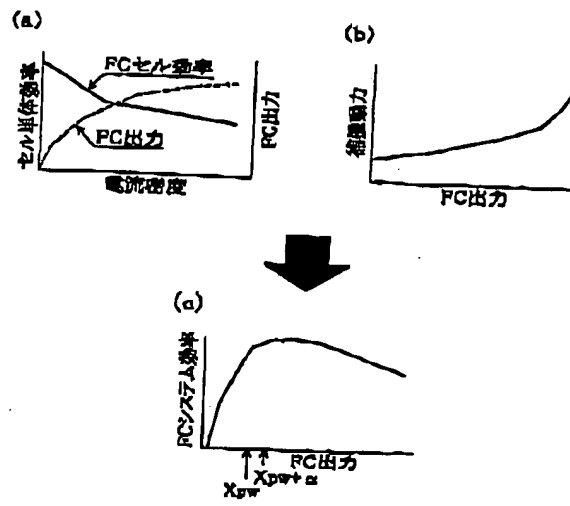 (a)
FCセル効率
セル単体効率
FC出力
FC出力
電流密度
(b)
補機動力
FC出力
(c)
FCシステム効率
FC出力
Xpw
Xpw+α